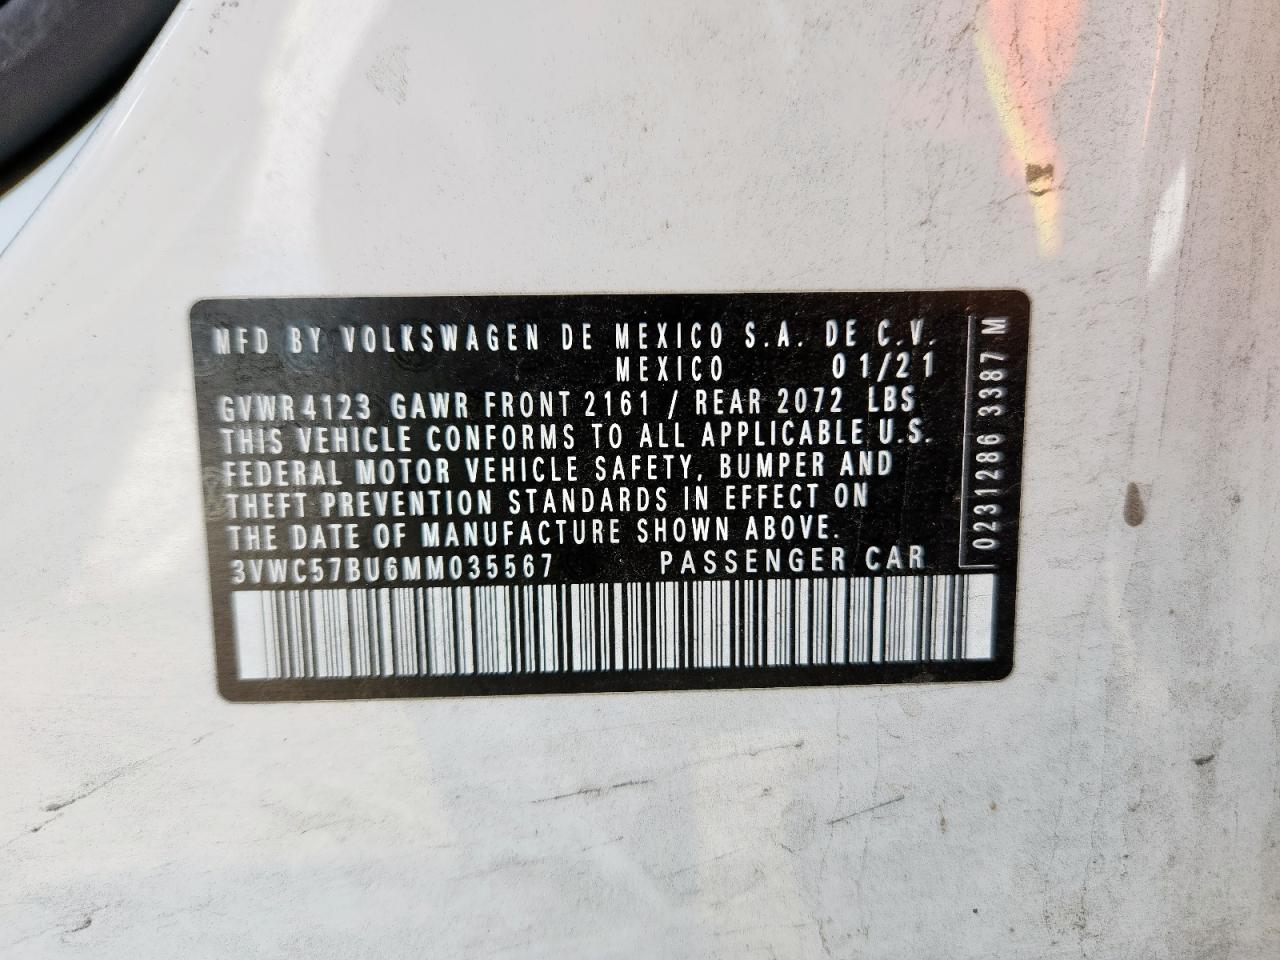 MFD BY VOLKSWAGEN DE MEXICO S.A. DE C.V.
MEXICO 01/21
GVWR 4123 GAWR FRONT 2161 / REAR 2072 LBS
THIS VEHICLE CONFORMS TO ALL APPLICABLE U.S.
FEDERAL MOTOR VEHICLE SAFETY, BUMPER AND
THEFT PREVENTION STANDARDS IN EFFECT ON
THE DATE OF MANUFACTURE SHOWN ABOVE.
3VWC57BU6MM035567 PASSENGER CAR
0231286 3387 M